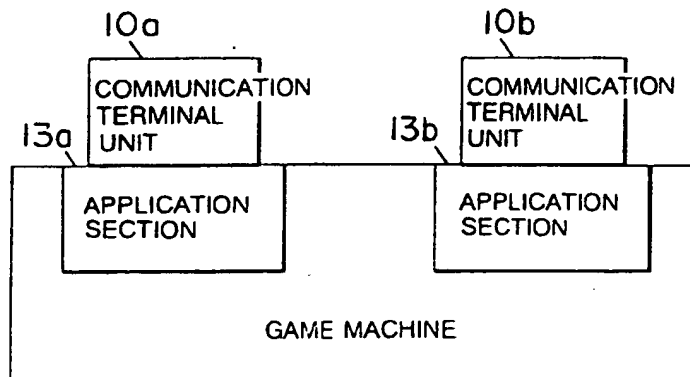 10a
10b
COMMUNICATION
TERMINAL
UNIT
COMMUNICATION
TERMINAL
UNIT
13a
13b
APPLICATION
SECTION
APPLICATION
SECTION
GAME MACHINE